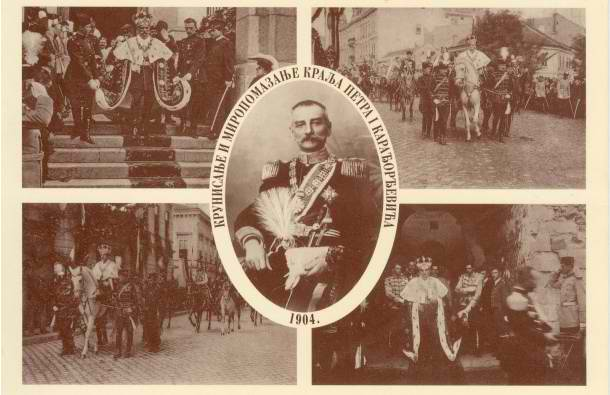 КРУНИСАЊЕ И МИРОПОМАЗАЊЕ КРАЉА ПЕТРА I КАРАЂОРЂЕВИЋА
1904.